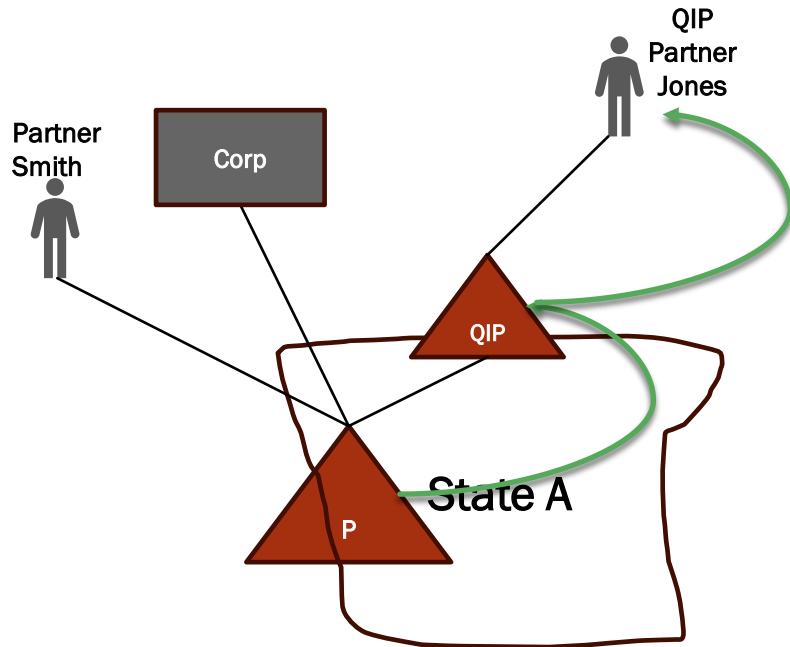 QIP
Partner
Jones
Partner
Smith
Corp
QIP
State A
P